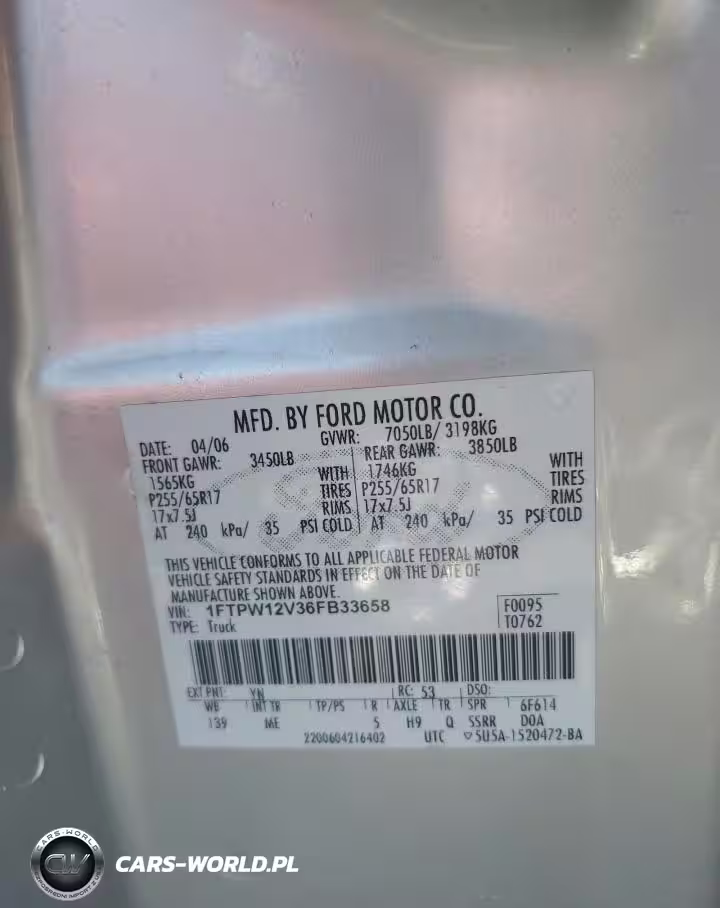 MFD. BY FORD MOTOR CO.
DATE: 04/06 GVWR: 7050LB/ 3198KG
FRONT GAWR: 3450LB REAR GAWR: 3850LB
1565KG WITH 1746KG WITH
P255/65R17 TIRES P255/65R17 TIRES
17x7.5J RIMS 17x7.5J RIMS
AT 240 kPa/ 35 PSI COLD AT 240 kPa/ 35 PSI COLD
THIS VEHICLE CONFORMS TO ALL APPLICABLE FEDERAL MOTOR
VEHICLE SAFETY STANDARDS IN EFFECT ON THE DATE OF
MANUFACTURE SHOWN ABOVE.
VIN: 1FTPW12V36FB33658 F0095
TYPE: Truck T0762
EXT PNT: YN RC: 53 DSO:
WB INT TR TP/PS R AXLE TR SPR 6F614
139 ME 5 H9 Q SSRR DOA
2200604216402 UTC ▽5U5A-1520472-BA
CARS-WORLD
CW
CARS-WORLD.PL